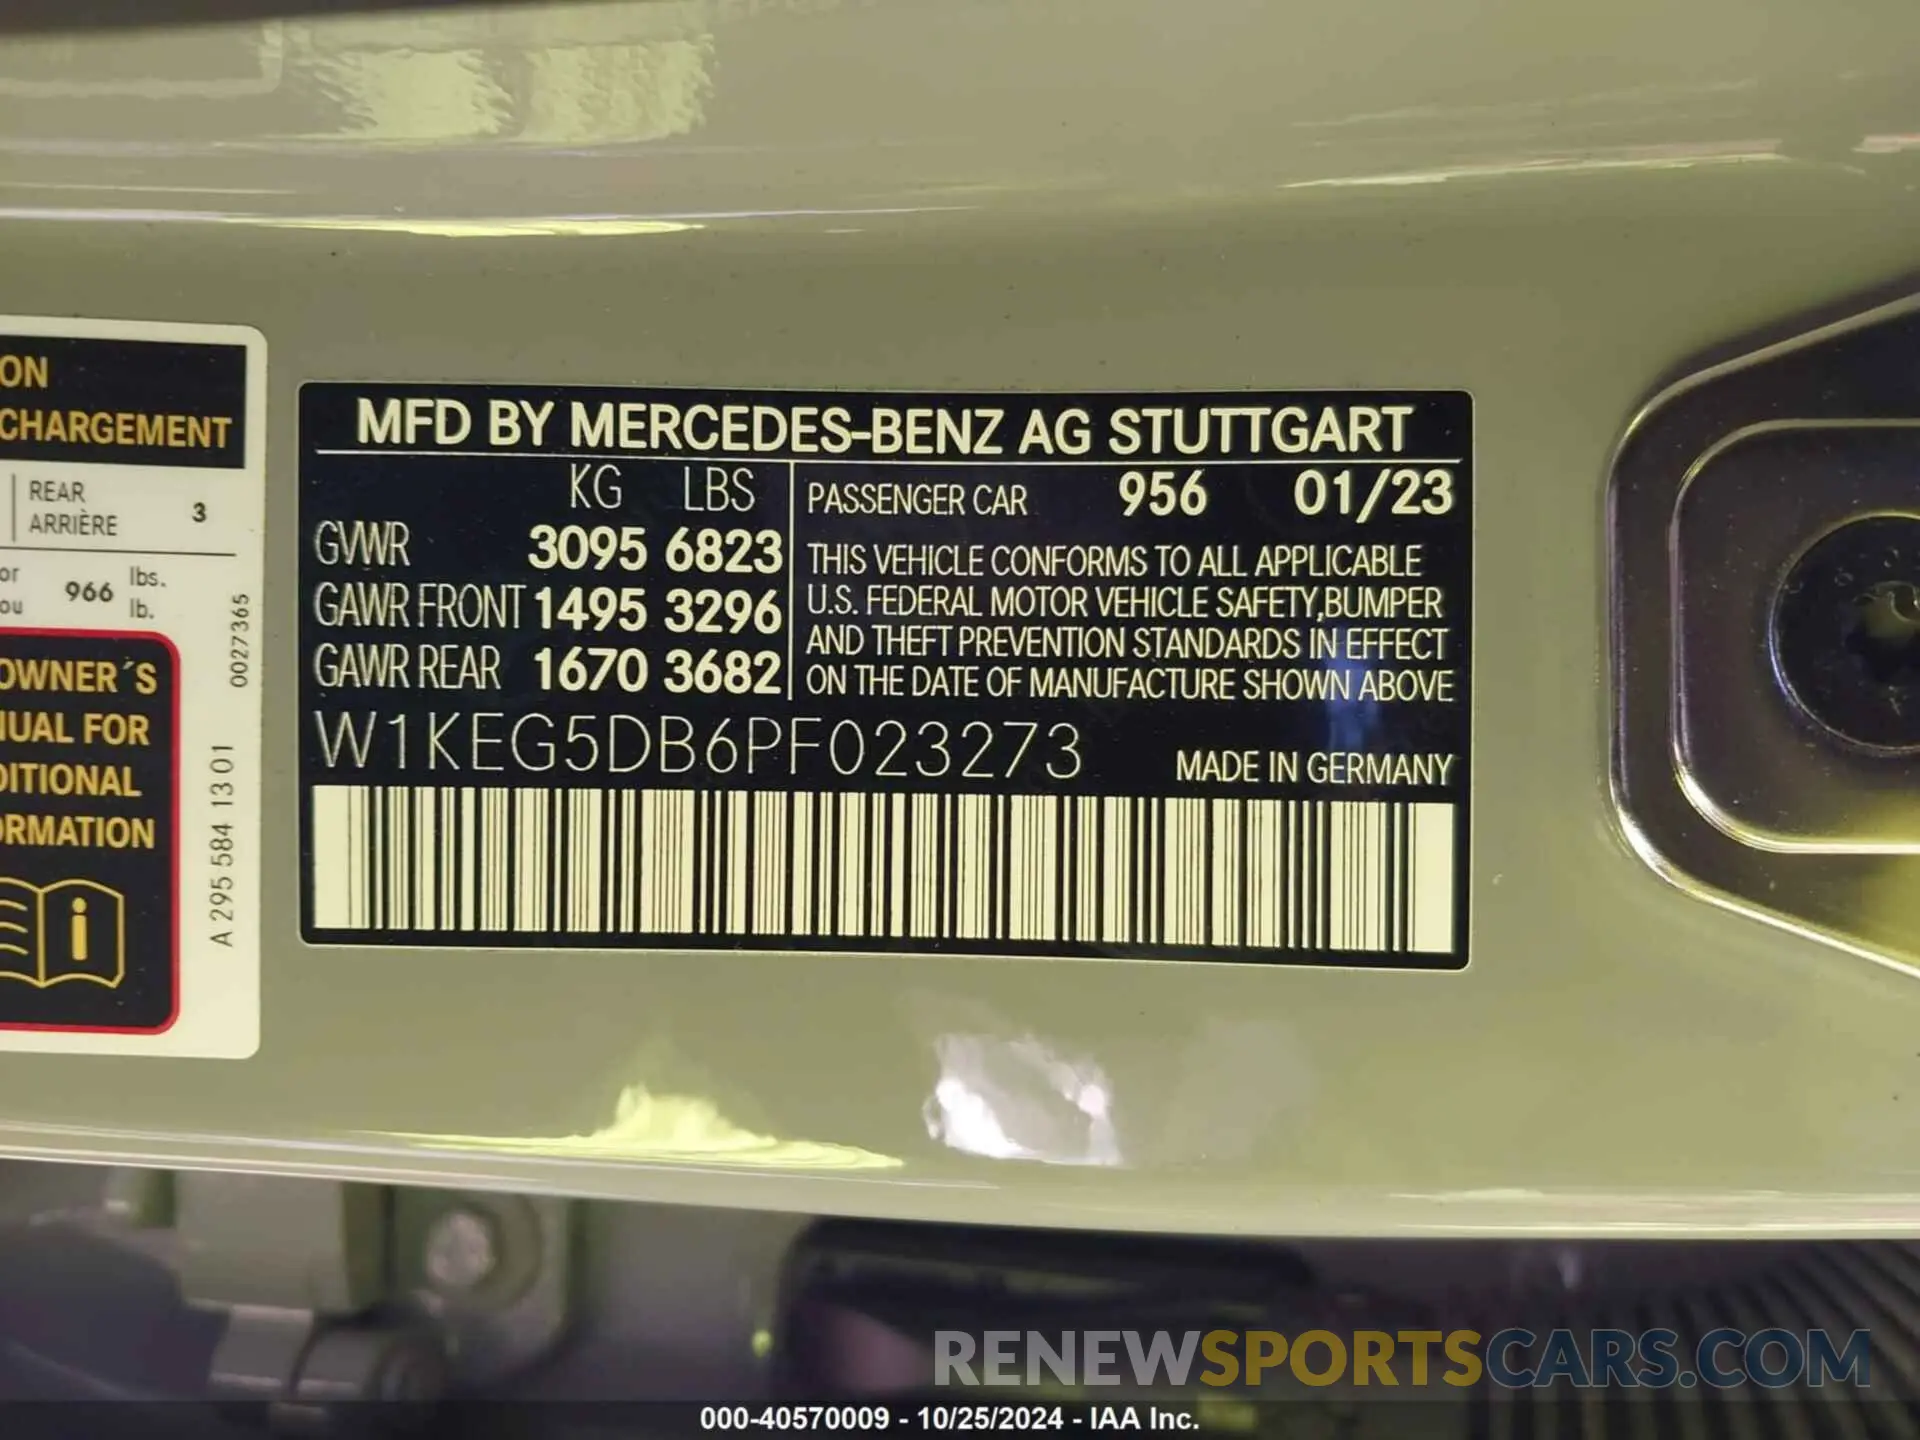 ON
CHARGEMENT
REAR
ARRIÈRE 3
or
ou 966 lbs.
lb.
OWNER´S
NUAL FOR
DITIONAL
ORMATION
0027365
A 295 584 13 01
MFD BY MERCEDES-BENZ AG STUTTGART
KG LBS
GVWR 3095 6823
GAWR FRONT 1495 3296
GAWR REAR 1670 3682
PASSENGER CAR 956 01/23
THIS VEHICLE CONFORMS TO ALL APPLICABLE
U.S. FEDERAL MOTOR VEHICLE SAFETY,BUMPER
AND THEFT PREVENTION STANDARDS IN EFFECT
ON THE DATE OF MANUFACTURE SHOWN ABOVE
W1KEG5DB6PF023273
MADE IN GERMANY
RENEWSPORTSCARS.COM
000-40570009 - 10/25/2024 - IAA Inc.